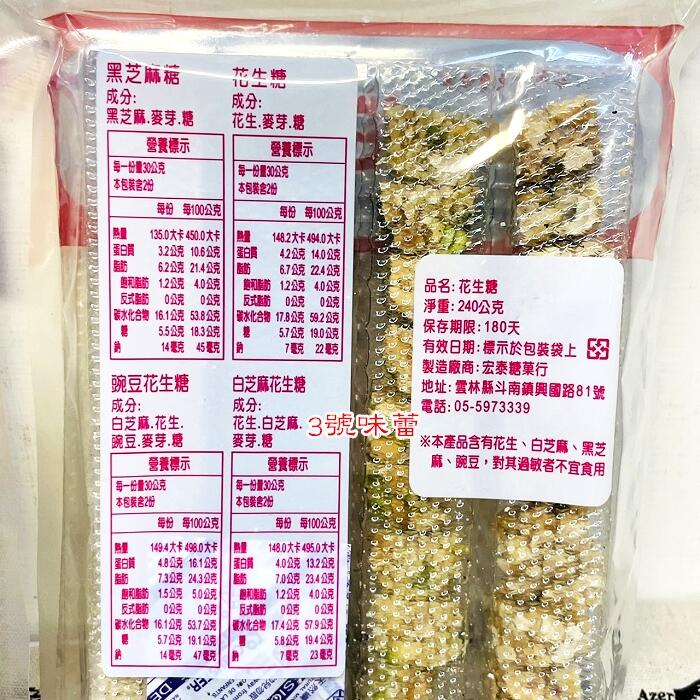 黑芝麻糖
成分:
黑芝麻.麥芽.糖
營養標示
每一份量30公克
本包裝含2份
每份 每100公克
熱量 135.0大卡 450.0大卡
蛋白質 3.2公克 10.6公克
脂肪 6.2公克 21.4公克
飽和脂肪 1.2公克 4.0公克
反式脂肪 0公克 0公克
碳水化合物 16.1公克 53.8公克
糖 5.5公克 18.3公克
鈉 14毫克 45毫克
花生糖
成分:
花生.麥芽.糖
營養標示
每一份量30公克
本包裝含2份
每份 每100公克
熱量 148.2大卡 494.0大卡
蛋白質 4.2公克 14.0公克
脂肪 6.7公克 22.4公克
飽和脂肪 1.2公克 4.0公克
反式脂肪 0公克 0公克
碳水化合物 17.8公克 59.2公克
糖 5.7公克 19.0公克
鈉 7毫克 22毫克
豌豆花生糖
成分:
白芝麻.花生.
豌豆.麥芽.糖
營養標示
每一份量30公克
本包裝含2份
每份 每100公克
熱量 149.4大卡 498.0大卡
蛋白質 4.8公克 16.1公克
脂肪 7.3公克 24.3公克
飽和脂肪 1.5公克 5.0公克
反式脂肪 0公克 0公克
碳水化合物 16.1公克 53.7公克
糖 5.7公克 19.1公克
鈉 14毫克 47毫克
白芝麻花生糖
成分:
花生.白芝麻.
麥芽.糖
營養標示
每一份量30公克
本包裝含2份
每份 每100公克
熱量 148.0大卡 495.0大卡
蛋白質 4.0公克 13.2公克
脂肪 7.0公克 23.4公克
飽和脂肪 1.2公克 4.0公克
反式脂肪 0公克 0公克
碳水化合物 17.4公克 57.9公克
糖 5.8公克 19.4公克
鈉 7毫克 23毫克
3號味蕾
品名: 花生糖
淨重: 240公克
保存期限: 180天
有效日期: 標示於包裝袋上
製造廠商: 宏泰糖菓行
地址: 雲林縣斗南鎮興國路81號
電話: 05-5973339
※本產品含有花生、白芝麻、黑芝
麻、豌豆，對其過敏者不宜食用